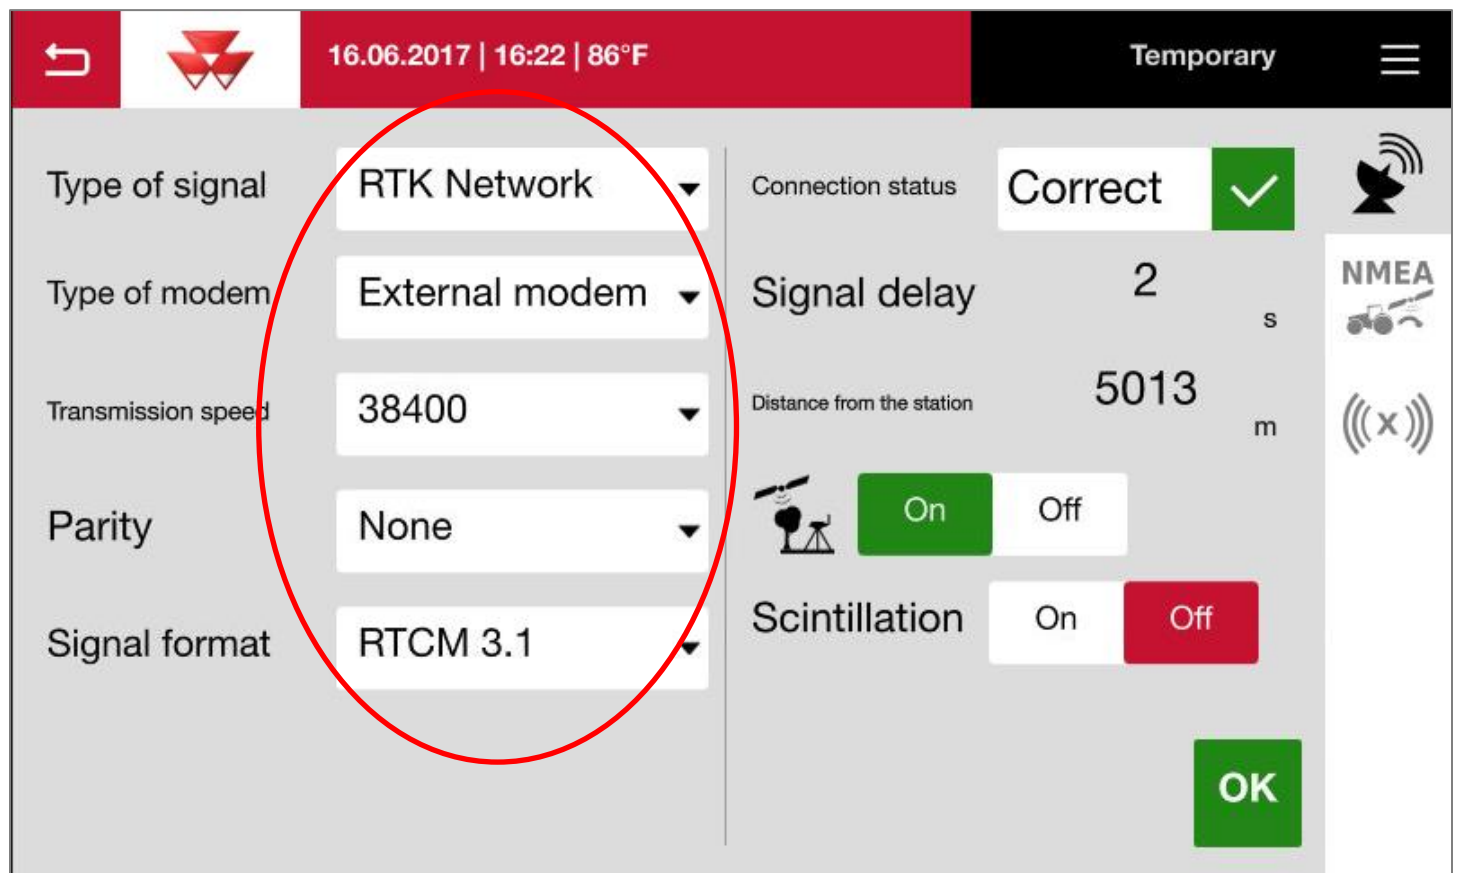 16.06.2017 | 16:22 | 86°F
Temporary
Type of signal
RTK Network
Type of modem
External modem
Transmission speed
38400
Parity
None
Signal format
RTCM 3.1
Connection status
Correct
Signal delay
2
s
Distance from the station
5013
m
On
Off
Scintillation
On
Off
OK
NMEA
((( x )))